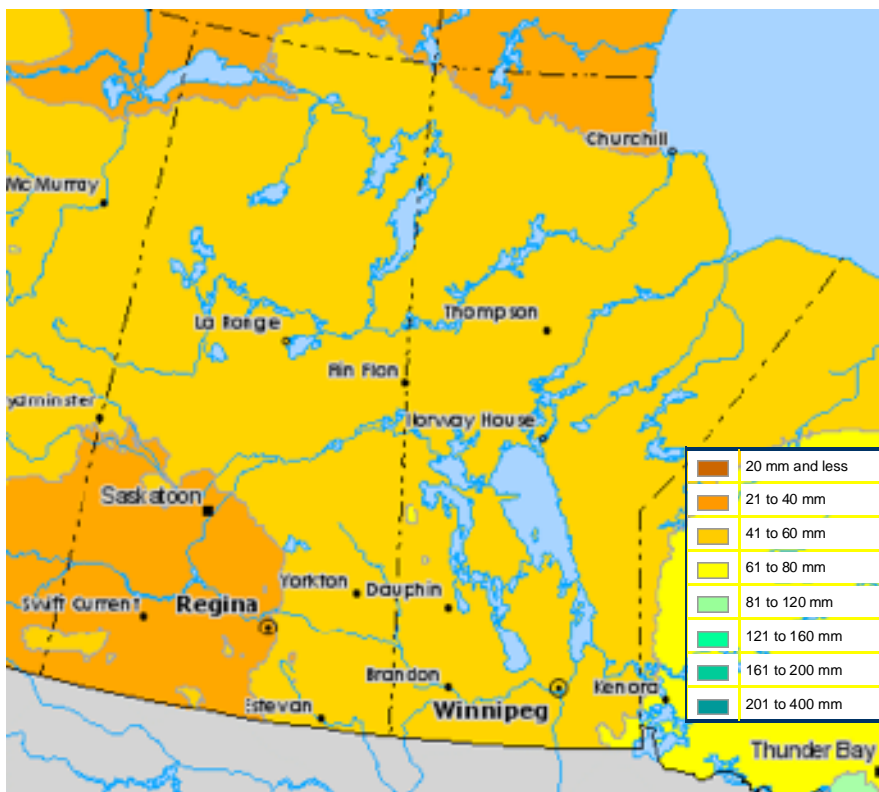 Churchill
McMurray
Thompson
La Ronge
Flin Flon
yaminster
Norway House
20 mm and less
21 to 40 mm
Saskatoon
41 to 60 mm
61 to 80 mm
Yorkton
Dauphin
81 to 120 mm
Swift Current
Regina
121 to 160 mm
161 to 200 mm
Brandon
Kenora
Estevan
Winnipeg
201 to 400 mm
Thunder Bay